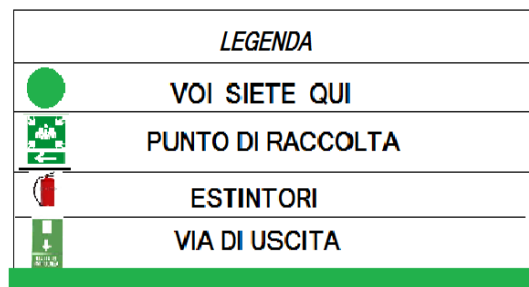 LEGENDA
VOI SIETE QUI
PUNTO DI RACCOLTA
ESTINTORI
VIA DI USCITA